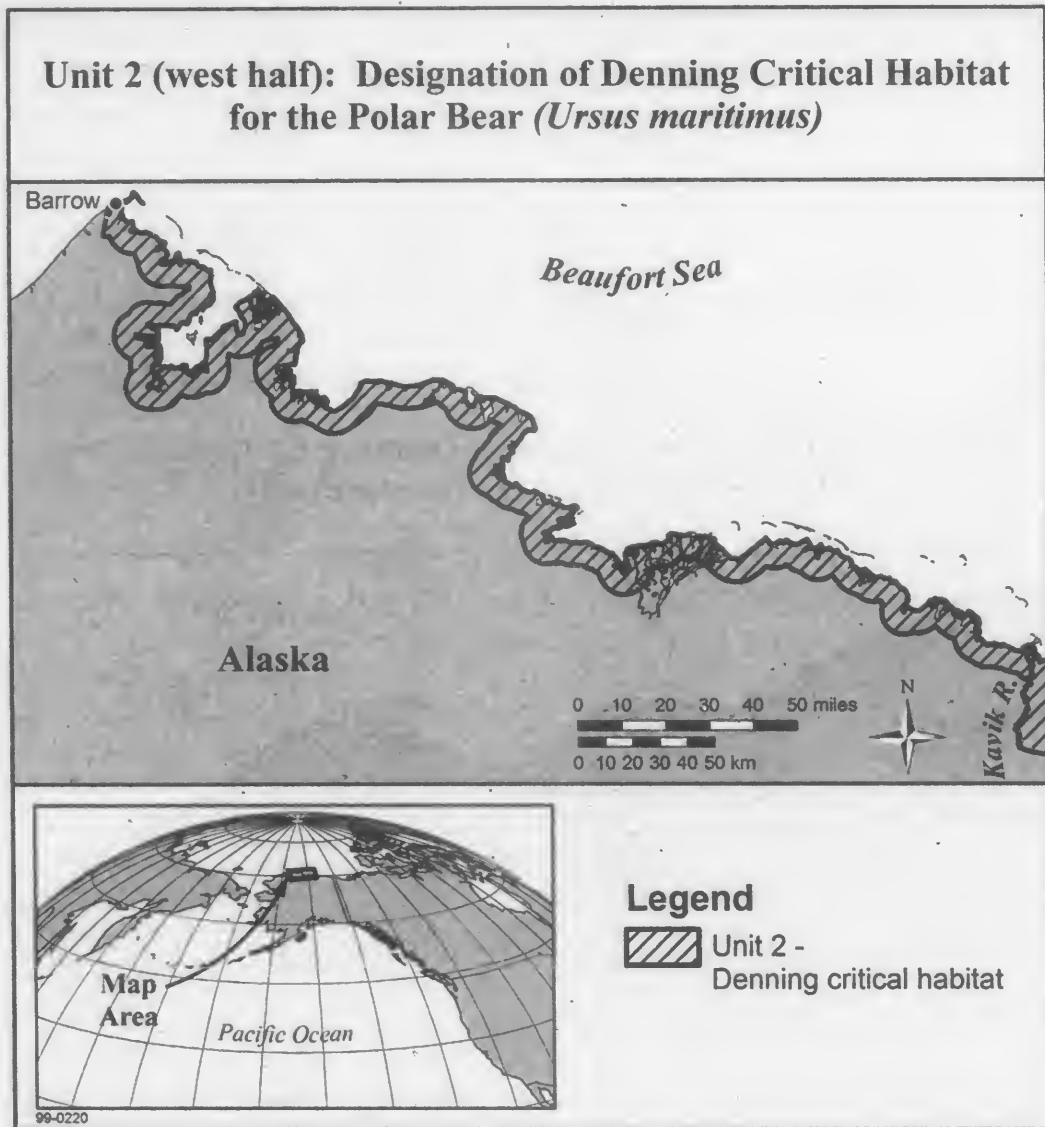 Unit 2 (west half): Designation of Denning Critical Habitat
for the Polar Bear (Ursus maritimus)
Barrow
Beaufort Sea
Alaska
0 10 20 30 40 50 miles
0 10 20 30 40 50 km
N
Kavik R.
Map
Area
Pacific Ocean
99-0220
Legend
Unit 2 -
Denning critical habitat